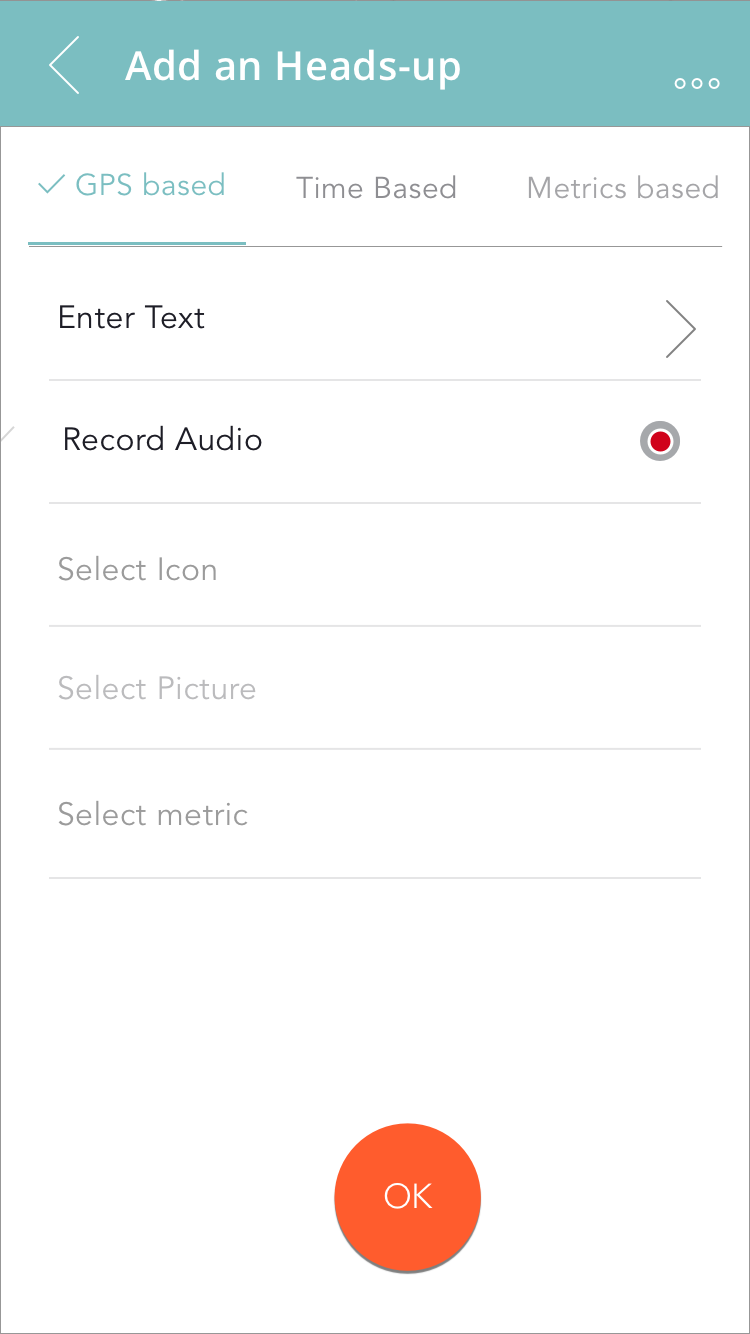 Add an Heads-up
GPS based
Time Based
Metrics based
Enter Text
Record Audio
Select Icon
Select Picture
Select metric
OK